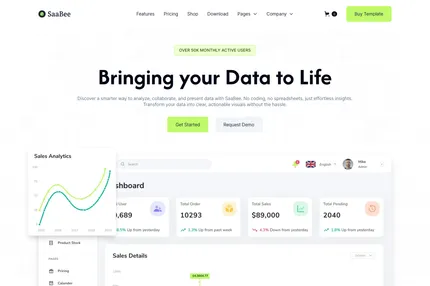 SaaBee
Features Pricing Shop Download Pages Company
0
Buy Template
OVER 50K MONTHLY ACTIVE USERS
Bringing your Data to Life
Discover a smarter way to analyze, collaborate, and present data with SaaBee. No coding, no spreadsheets, just effortless insights.
Transform your data into clear, actionable visuals without the hassle.
Get Started Request Demo
Sales Analytics
Search
English
Mike
Admin
shboard
Total Order
Total Sales
Total Pending
9,689
10293
$89,000
2040
8.5% Up from yesterday
1.3% Up from past week
4.3% Down from yesterday
1.8% Up from yesterday
Product Stock
PAGES
Pricing
Calendar
Sales Details